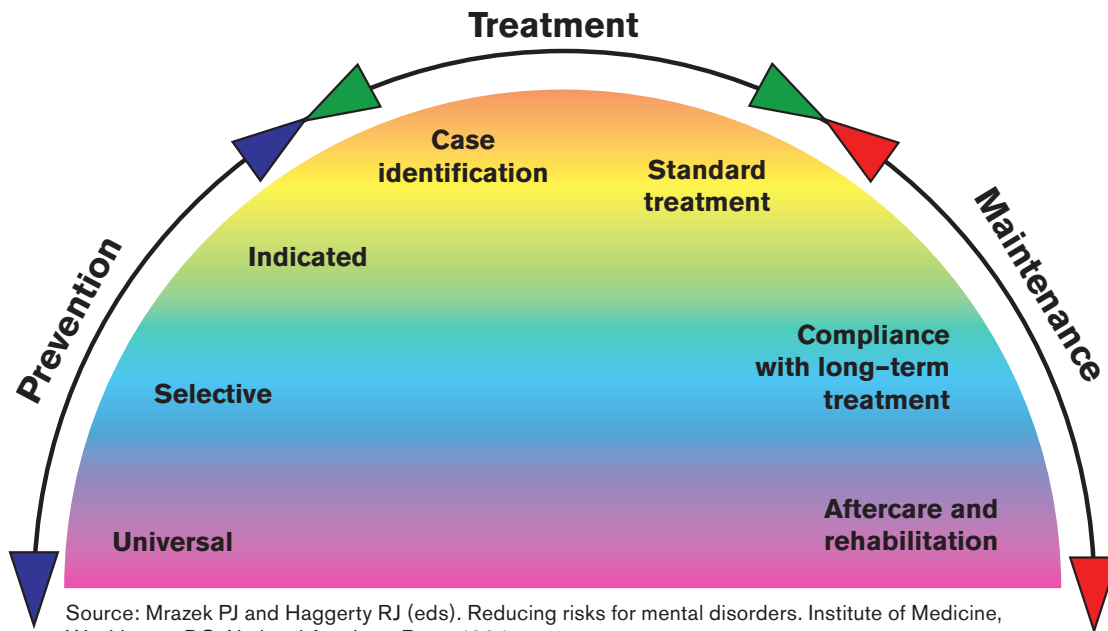 Treatment
Prevention
Maintenance
Case
identification
Standard
treatment
Indicated
Compliance
with long–term
treatment
Selective
Aftercare and
rehabilitation
Universal
Source: Mrazek PJ and Haggerty RJ (eds). Reducing risks for mental disorders. Institute of Medicine,